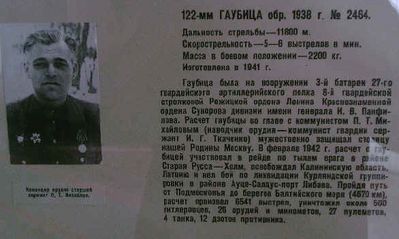 122-мм ГАУБИЦА обр. 1938 г. № 2464.
Дальность стрельбы—11800 м.
Скорострельность—5—6 выстрелов в мин.
Масса в боевом положении—2200 кг.
Изготовлена в 1941 г.
Гаубица была на вооружении 3-й батареи 27-го
гвардейского артиллерийского полка 8-й гвардейской
стрелковой Режицкой ордена Ленина Краснознаменной
ордена Суворова дивизии имени генерала И. В. Панфи-
лова. Расчет гаубицы во главе с коммунистом П. Т. Ми-
хайловым (наводчик орудия—коммунист гвардии сер-
жант И. Г. Ткаченко) мужественно защищал столицу
нашей Родины Москву. В феврале 1942 г. расчет с гау-
бицей участвовал в рейде по тылам врага в районе
Старая Русса—Холм, освобождал Калининскую область,
Латвию и вел бой по ликвидации Курляндской группи-
ровки в районе Ауце-Салдус-порт Либава. Пройдя путь
от Подмосковья до берегов Балтийского моря (4670 км),
расчет произвел 6541 выстрел, уничтожил около 500
гитлеровцев, 26 орудий и минометов, 27 пулеметов,
4 танка, 12 дзотов противника.
Командир орудия старший
сержант П. Т. Михайлов.